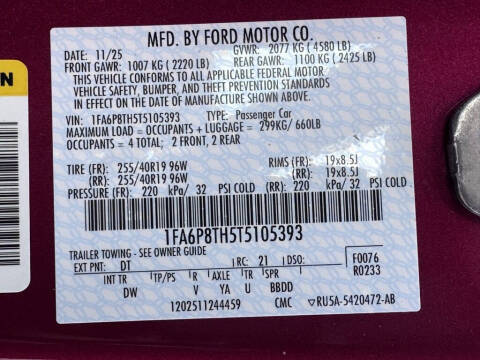 MFD. BY FORD MOTOR CO.
DATE: 11/25 GVWR: 2077 KG ( 4580 LB)
FRONT GAWR: 1007 KG ( 2220 LB) REAR GAWR: 1100 KG ( 2425 LB)
THIS VEHICLE CONFORMS TO ALL APPLICABLE FEDERAL MOTOR
VEHICLE SAFETY, BUMPER, AND THEFT PREVENTION STANDARDS
IN EFFECT ON THE DATE OF MANUFACTURE SHOWN ABOVE.
VIN: 1FA6P8TH5T5105393 TYPE: Passenger Car
MAXIMUM LOAD = OCCUPANTS + LUGGAGE = 299KG / 660LB
OCCUPANTS = 4 TOTAL; 2 FRONT, 2 REAR
TIRE (FR): 255/40R19 96W RIMS (FR): 19x8.5J
(RR): 255/40R19 96W (RR): 19x8.5J
PRESSURE (FR): 220 kPa/ 32 PSI COLD (RR): 220 kPa/ 32 PSI COLD
1FA6P8TH5T5105393
TRAILER TOWING - SEE OWNER GUIDE
EXT PNT: DT RC: 21 DSO: F0076
R0233
INT TR TP/PS R AXLE TR SPR
DW V YA U BBDD
1202511244459 CMC RU5A-5420472-AB